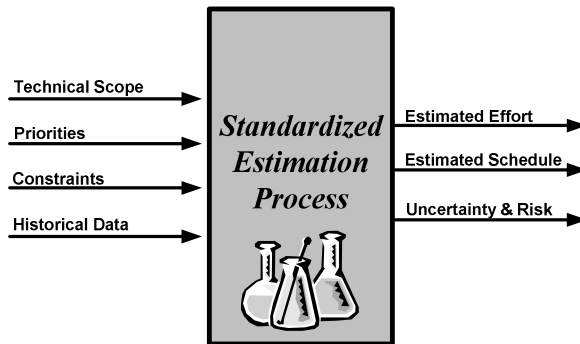 Technical Scope
Priorities
Constraints
Historical Data
Standardized
Estimation
Process
Estimated Effort
Estimated Schedule
Uncertainty & Risk